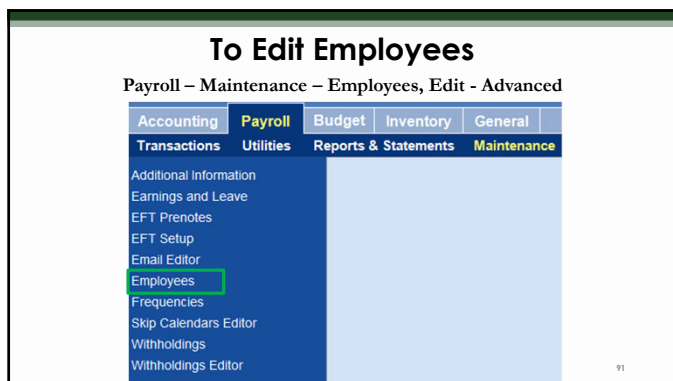 To Edit Employees
Payroll – Maintenance – Employees, Edit - Advanced
Accounting Payroll Budget Inventory General
Transactions Utilities Reports & Statements Maintenance
Additional Information
Earnings and Leave
EFT Prenotes
EFT Setup
Email Editor
Employees
Frequencies
Skip Calendars Editor
Withholdings
Withholdings Editor
91